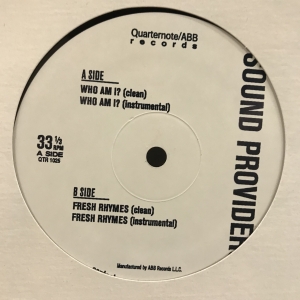 Quarternote/ABB
records
A SIDE
WHO AM I? (clean)
WHO AM I? (instrumental)
33 1/3
RPM
A SIDE
QTR 1025
B SIDE
FRESH RHYMES (clean)
FRESH RHYMES (instrumental)
Manufactured by ABB Records L.L.C.
SOUND PROVIDER